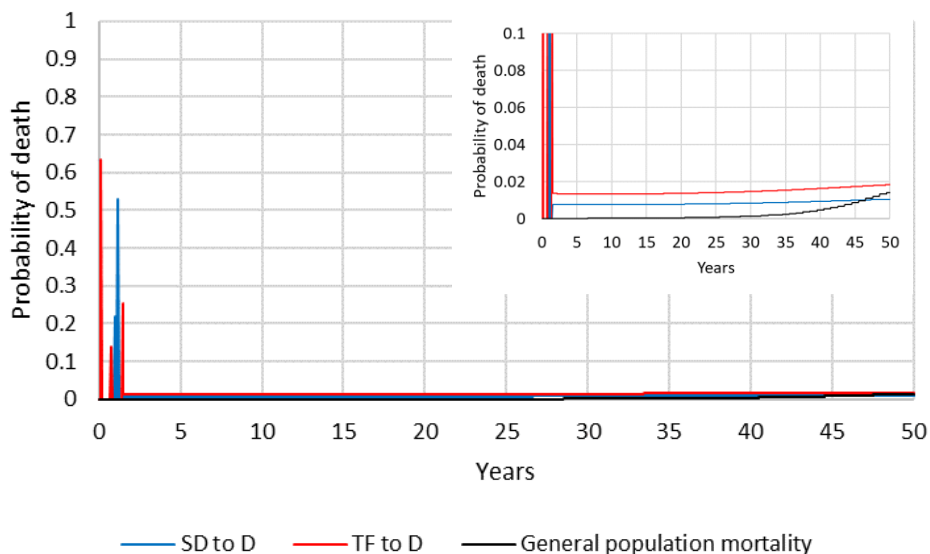 Probability of death
1
0.9
0.8
0.7
0.6
0.5
0.4
0.3
0.2
0.1
0
0 5 10 15 20 25 30 35 40 45 50
Years
Probability of death
0.1
0.08
0.06
0.04
0.02
0
0 5 10 15 20 25 30 35 40 45 50
Years
SD to D TF to D General population mortality